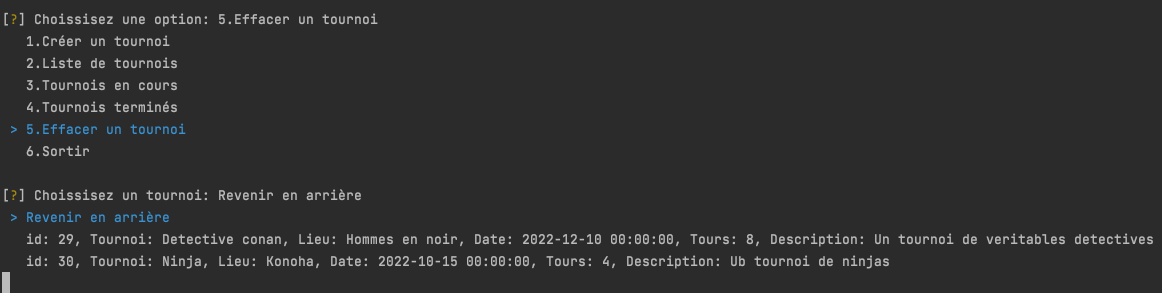 [?] Choissisez une option: 5.Effacer un tournoi
1.Créer un tournoi
2.Liste de tournois
3.Tournois en cours
4.Tournois terminés
> 5.Effacer un tournoi
6.Sortir
[?] Choissisez un tournoi: Revenir en arrière
> Revenir en arrière
id: 29, Tournoi: Detective conan, Lieu: Hommes en noir, Date: 2022-12-10 00:00:00, Tours: 8, Description: Un tournoi de veritables detectives
id: 30, Tournoi: Ninja, Lieu: Konoha, Date: 2022-10-15 00:00:00, Tours: 4, Description: Ub tournoi de ninjas